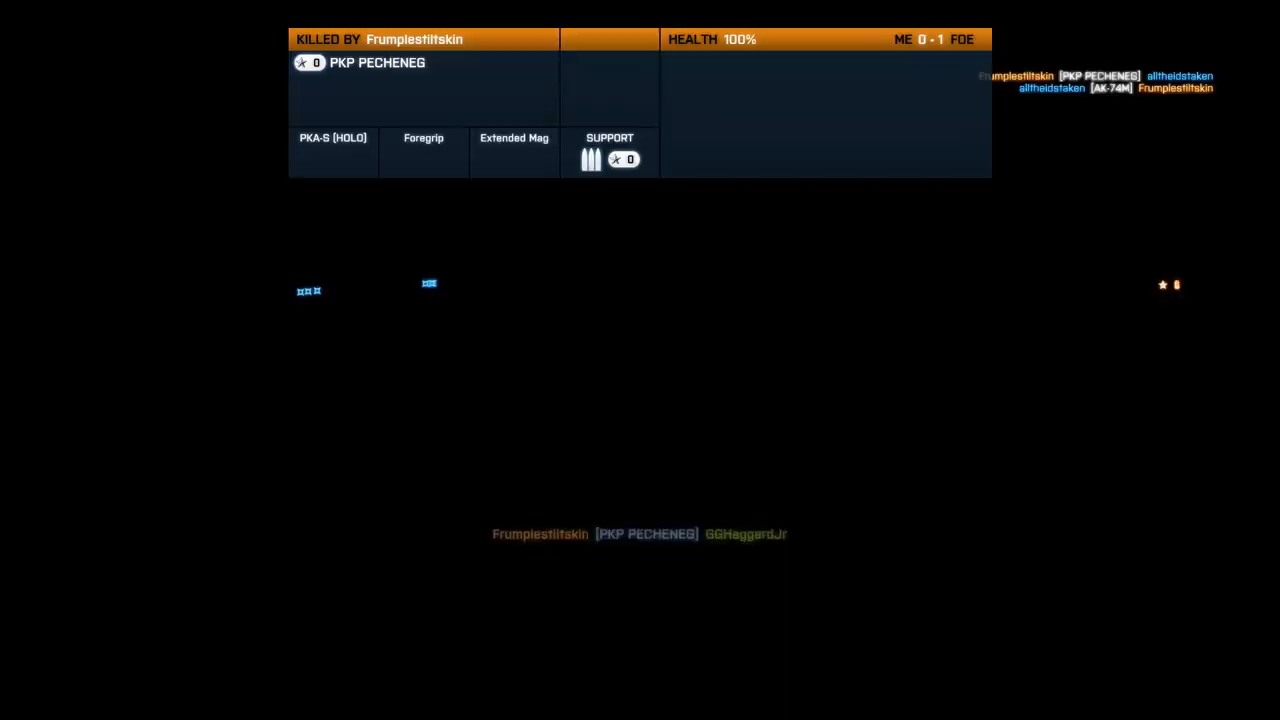 KILLED BY Frumplestiltskin HEALTH 100% ME 0 - 1 FOE
0 PKP PECHENEG
Frumplestiltskin [PKP PECHENEG] alltheidstaken
alltheidstaken [AK-74M] Frumplestiltskin
PKA-S (HOLO) Foregrip Extended Mag SUPPORT
0
Frumplestiltskin [PKP PECHENEG] GGHaggardJr